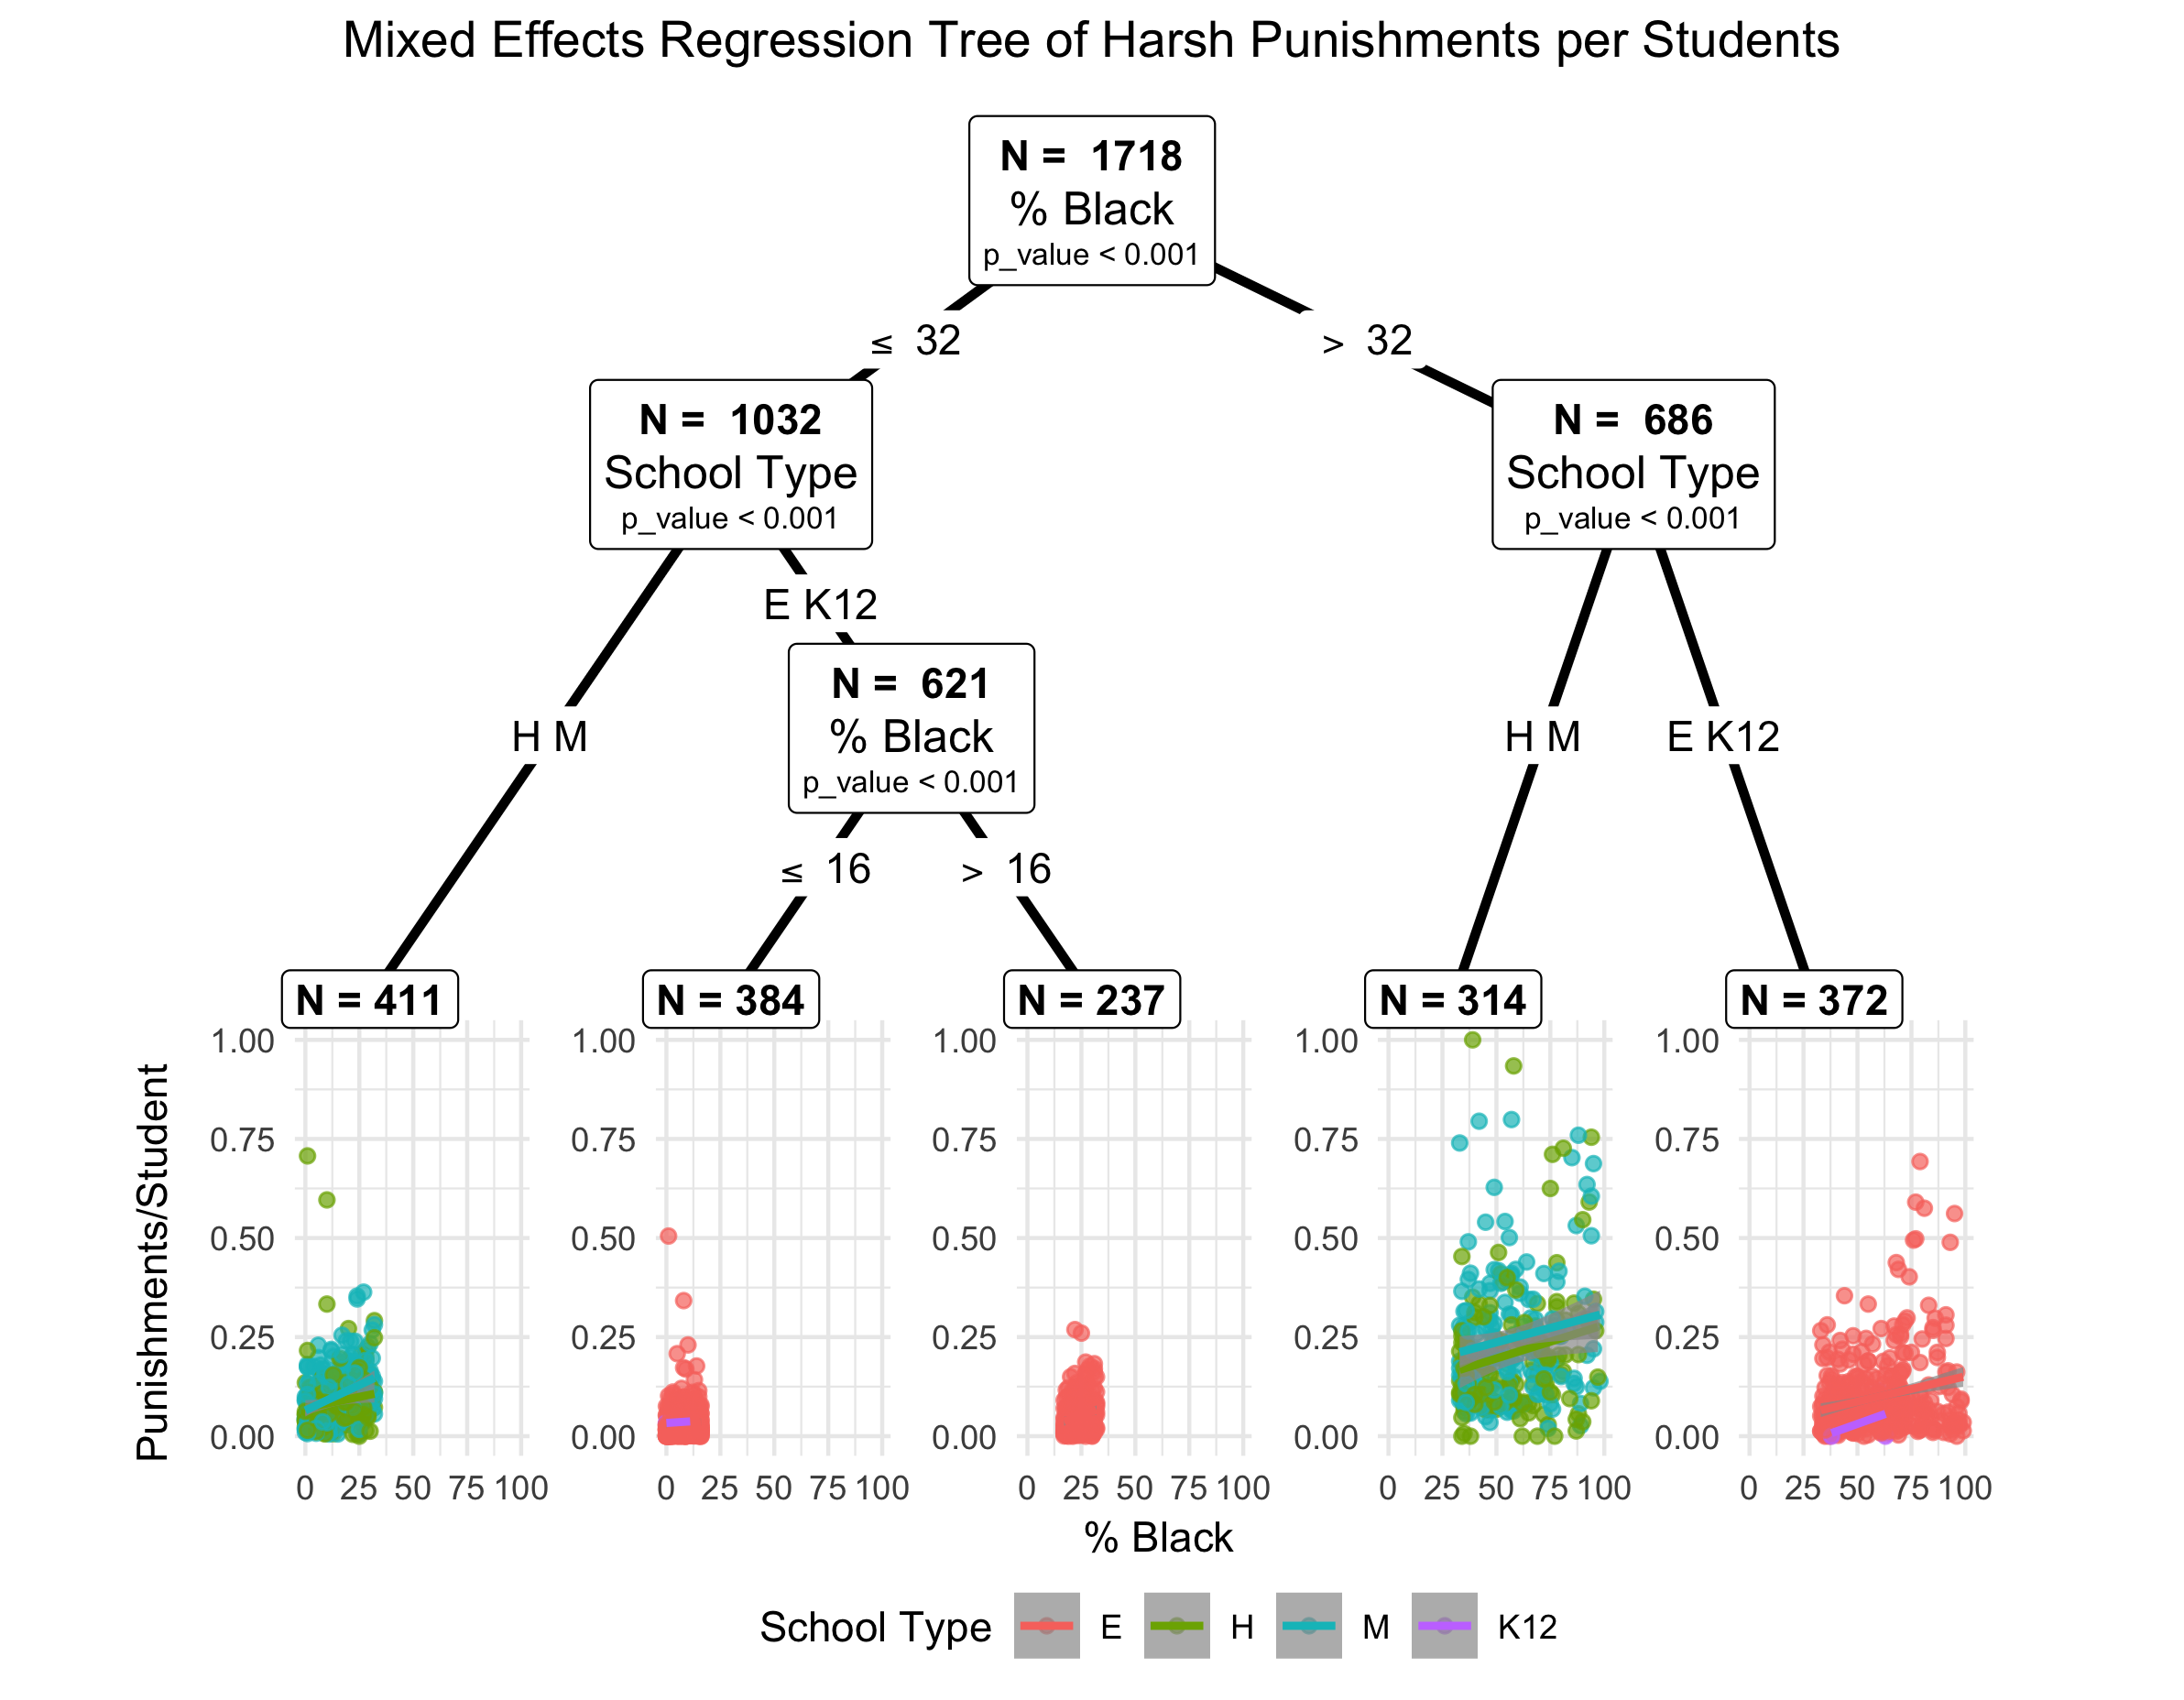 Mixed Effects Regression Tree of Harsh Punishments per Students
N = 1718
% Black
p_value < 0.001
≤ 32
> 32
N = 1032
School Type
p_value < 0.001
N = 686
School Type
p_value < 0.001
E K12
N = 621
% Black
p_value < 0.001
H M
H M
E K12
≤ 16
> 16
N = 411
N = 384
N = 237
N = 314
N = 372
Punishments/Student
1.00
0.75
0.50
0.25
0.00
0 25 50 75 100
1.00
0.75
0.50
0.25
0.00
0 25 50 75 100
1.00
0.75
0.50
0.25
0.00
0 25 50 75 100
1.00
0.75
0.50
0.25
0.00
0 25 50 75 100
1.00
0.75
0.50
0.25
0.00
0 25 50 75 100
% Black
School Type E H M K12